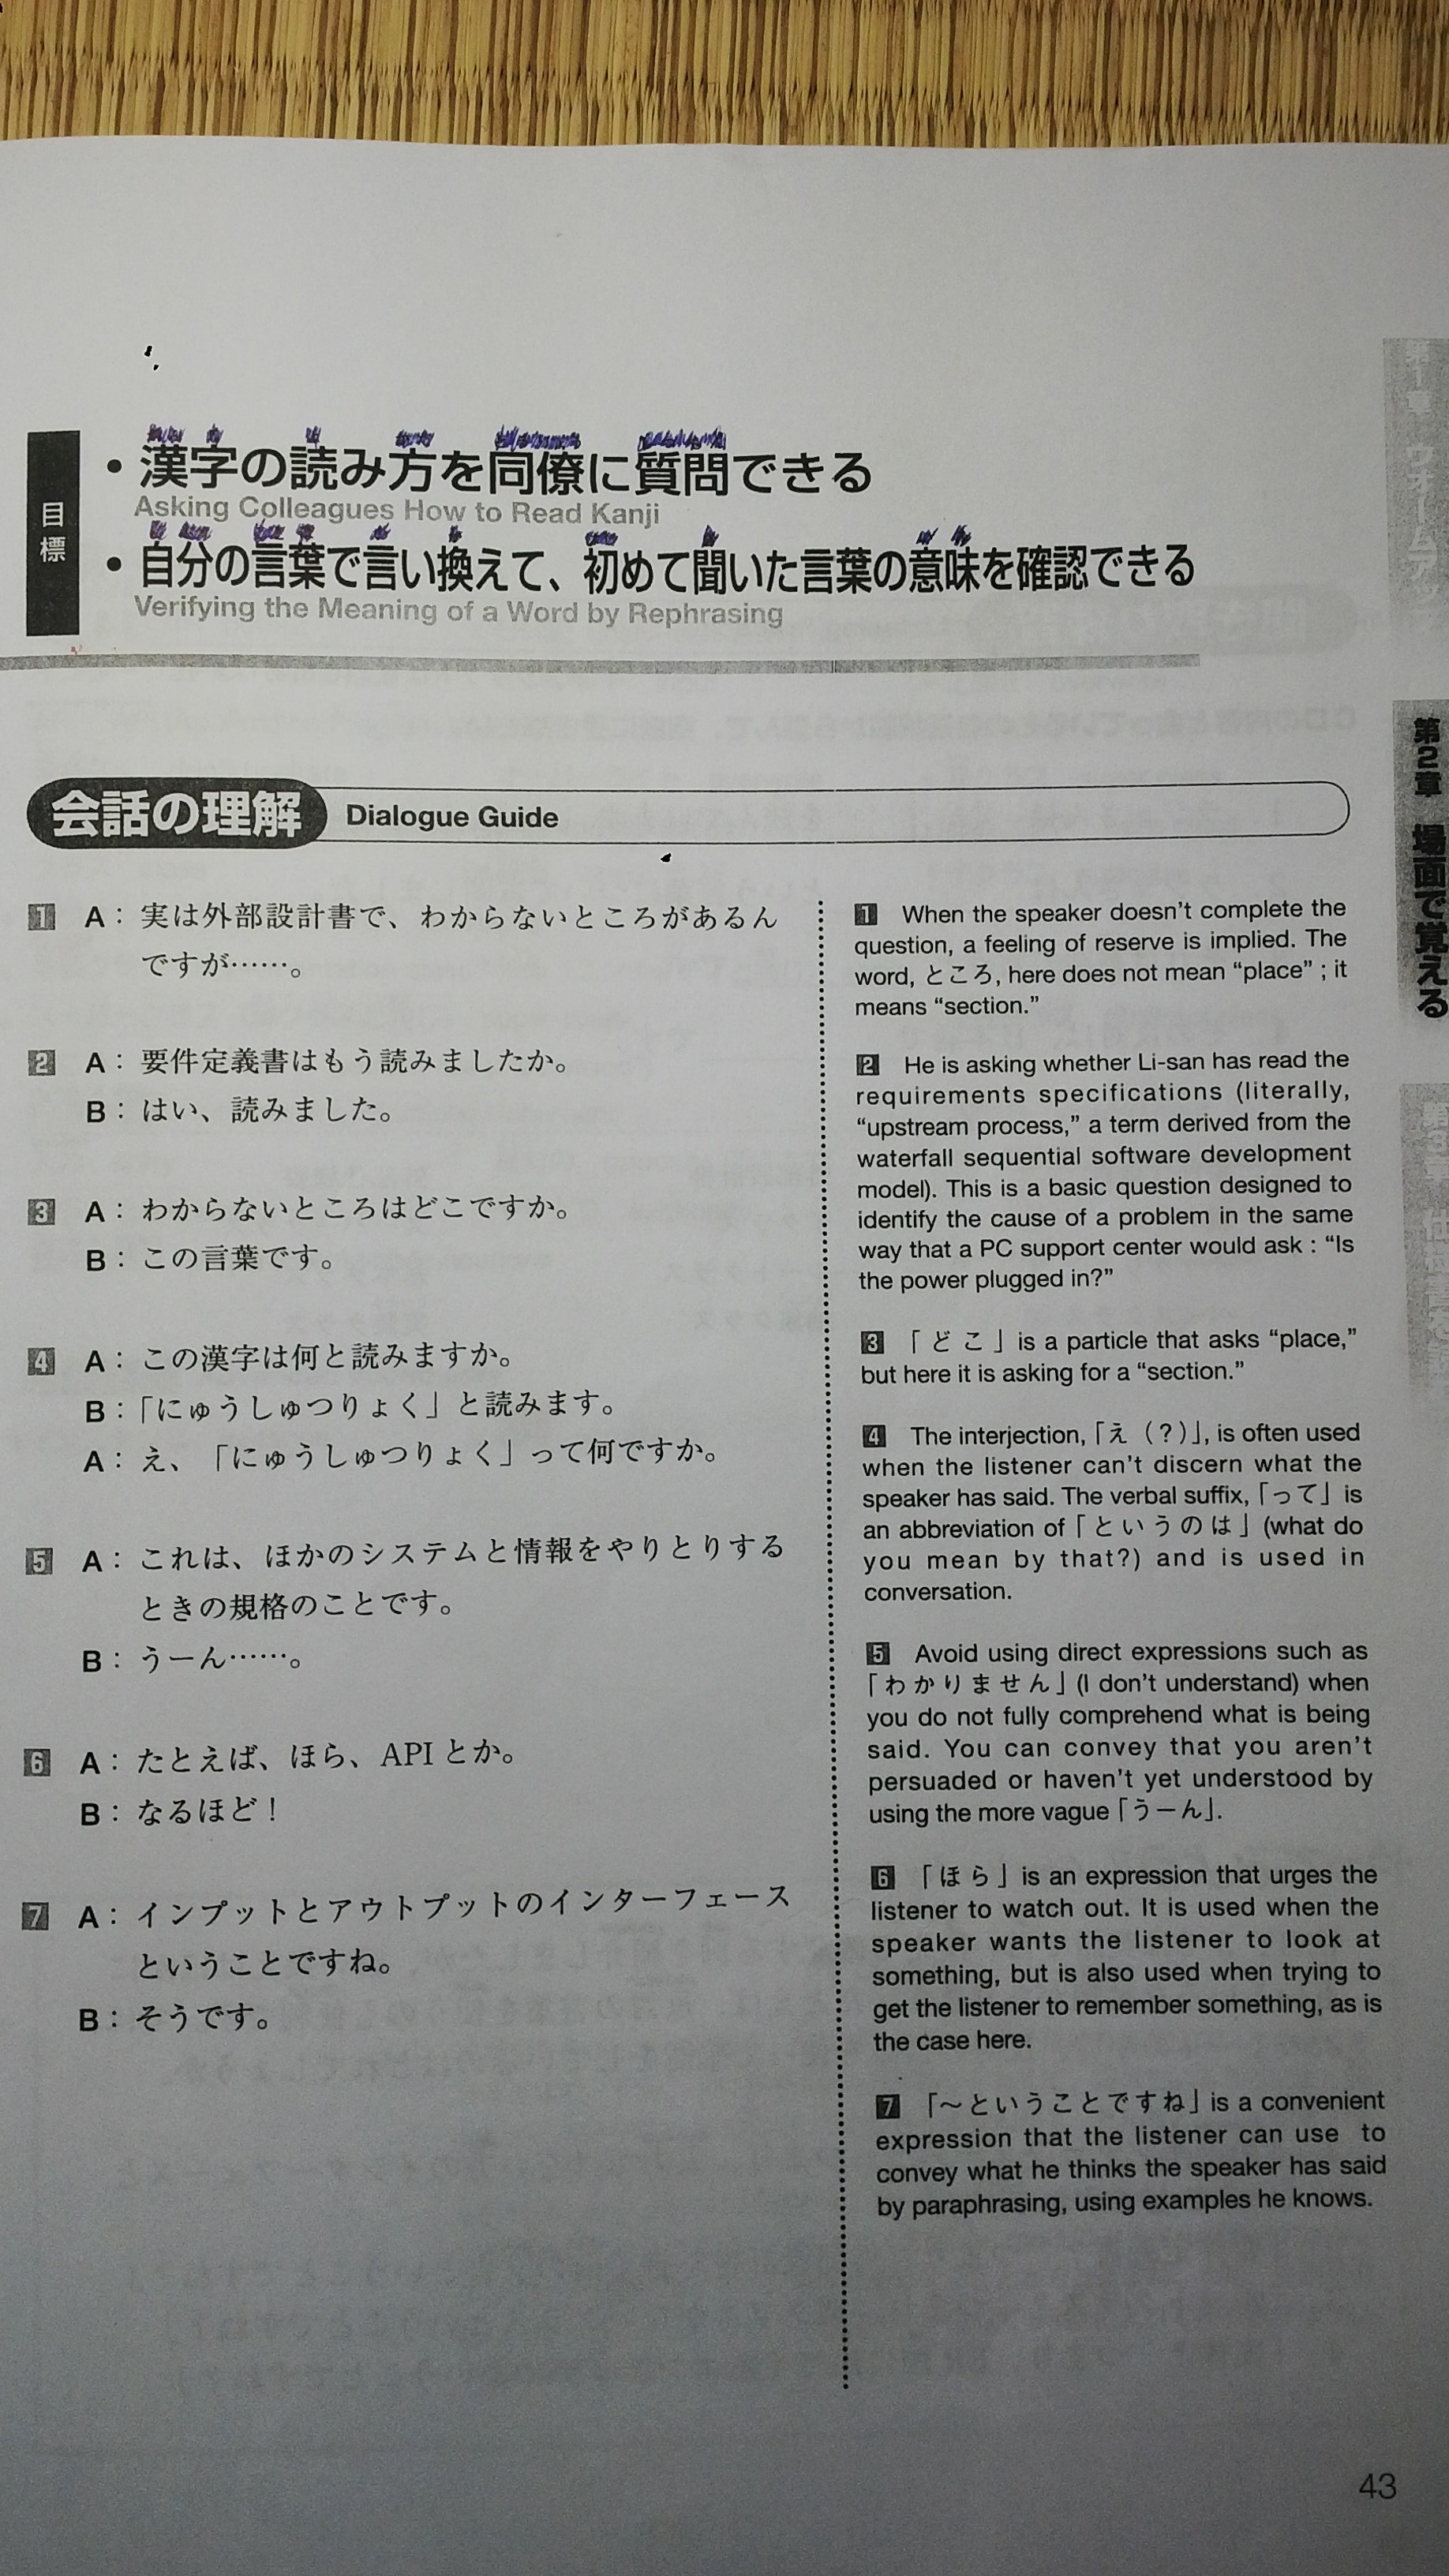 目標
• 漢字の読み方を同僚に質問できる
Asking Colleagues How to Read Kanji
• 自分の言葉で言い換えて、初めて聞いた言葉の意味を確認できる
Verifying the Meaning of a Word by Rephrasing
会話の理解 Dialogue Guide
1 A：実は外部設計書で、わからないところがあるん
ですが……。
2 A：要件定義書はもう読みましたか。
B：はい、読みました。
3 A：わからないところはどこですか。
B：この言葉です。
4 A：この漢字は何と読みますか。
B：「にゅうしゅつりょく」と読みます。
A：え、「にゅうしゅつりょく」って何ですか。
5 A：これは、ほかのシステムと情報をやりとりする
ときの規格のことです。
B：うーん……。
6 A：たとえば、ほら、APIとか。
B：なるほど！
7 A：インプットとアウトプットのインターフェース
ということですね。
B：そうです。
1 When the speaker doesn't complete the
question, a feeling of reserve is implied. The
word, ところ, here does not mean “place”; it
means “section.”
2 He is asking whether Li-san has read the
requirements specifications (literally,
“upstream process,” a term derived from the
waterfall sequential software development
model). This is a basic question designed to
identify the cause of a problem in the same
way that a PC support center would ask : “Is
the power plugged in?”
3 「どこ」is a particle that asks “place,”
but here it is asking for a “section.”
4 The interjection,「え（？）」, is often used
when the listener can't discern what the
speaker has said. The verbal suffix,「って」is
an abbreviation of「というのは」(what do
you mean by that?) and is used in
conversation.
5 Avoid using direct expressions such as
「わかりません」(I don't understand) when
you do not fully comprehend what is being
said. You can convey that you aren't
persuaded or haven't yet understood by
using the more vague「うーん」.
6 「ほら」is an expression that urges the
listener to watch out. It is used when the
speaker wants the listener to look at
something, but is also used when trying to
get the listener to remember something, as is
the case here.
7 「～ということですね」is a convenient
expression that the listener can use to
convey what he thinks the speaker has said
by paraphrasing, using examples he knows.
第2章
場面で覚える
43